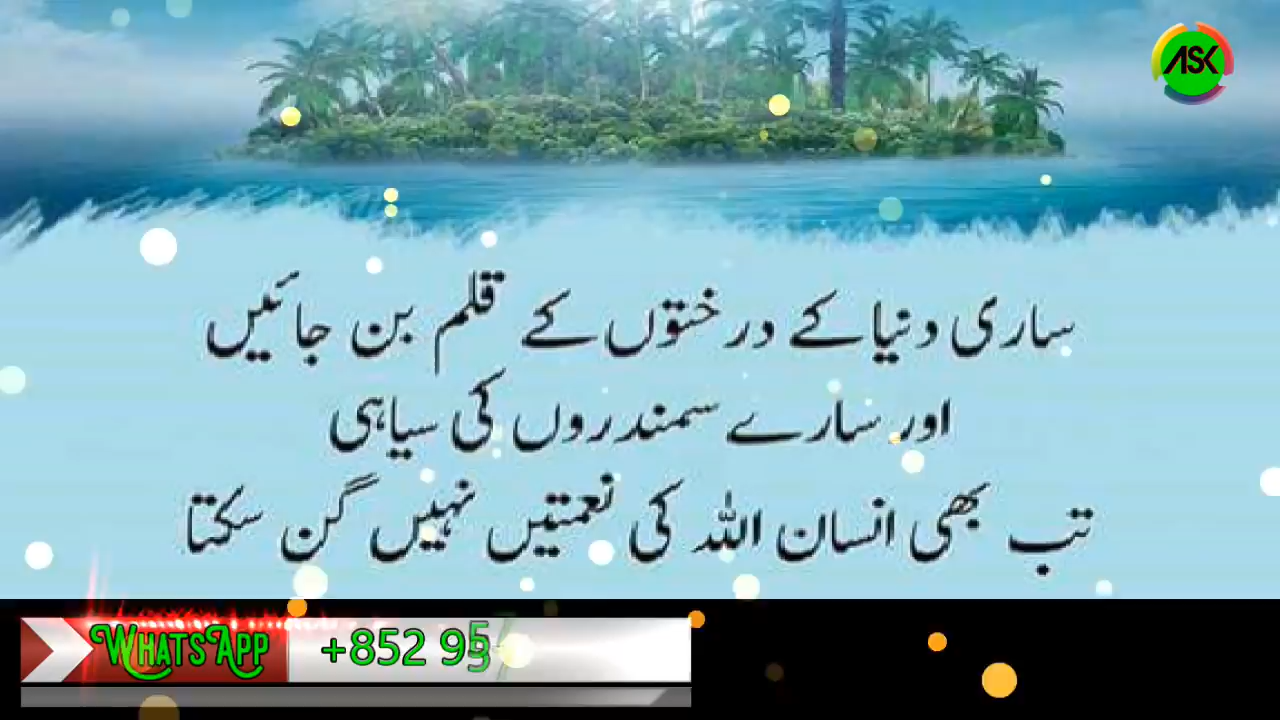 ASK
ساری دنیا کے درختوں کے قلم بن جائیں
اور سارے سمندروں کی سیاہی
تب بھی انسان اللہ کی نعمتیں نہیں گن سکتا
WHATSAPP +852 95